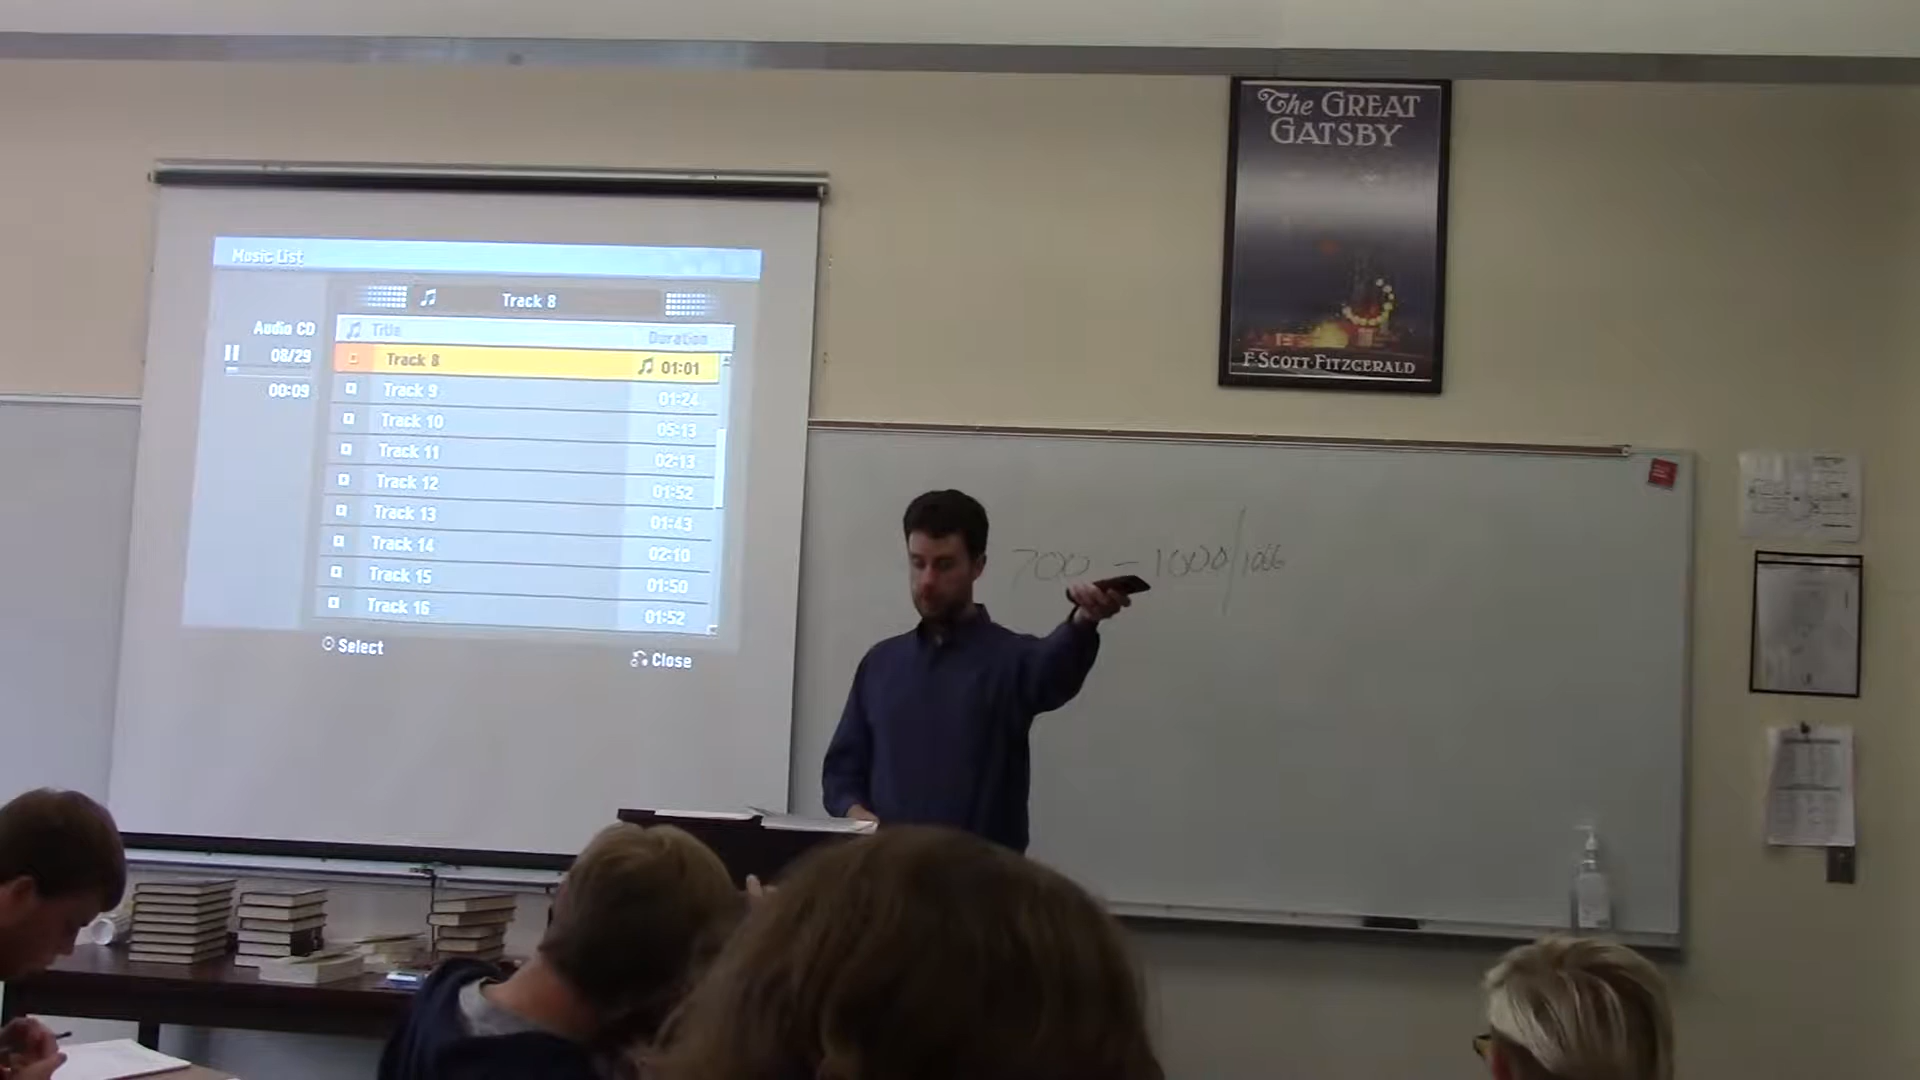 The GREAT
GATSBY
F. SCOTT FITZGERALD
Music List
Track 8
Audio CD
08/29
00:09
Title Duration
Track 8 01:01
Track 9 01:24
Track 10 05:13
Track 11 02:13
Track 12 01:52
Track 13 01:43
Track 14 02:10
Track 15 01:50
Track 16 01:52
Select Close
700 - 1000/1066